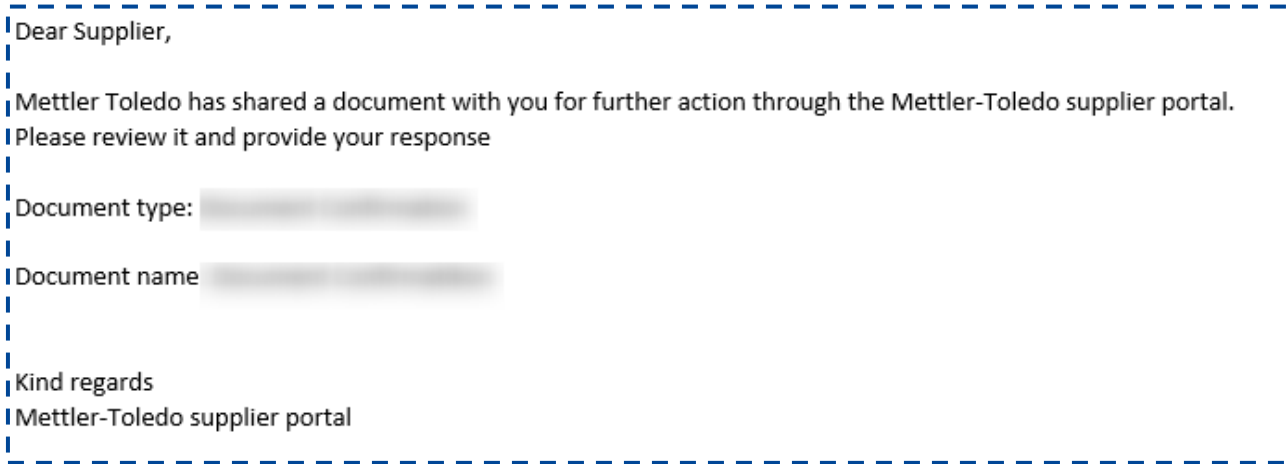 Dear Supplier,
Mettler Toledo has shared a document with you for further action through the Mettler-Toledo supplier portal.
Please review it and provide your response
Document type:
Document name
Kind regards
Mettler-Toledo supplier portal